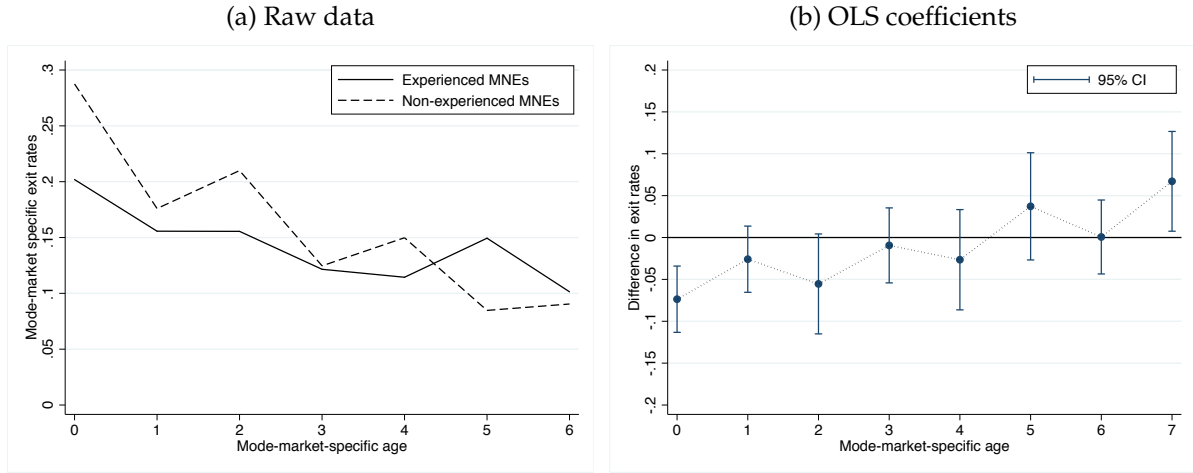 (a) Raw data
Mode-market specific exit rates
.3
.25
.2
.15
.1
.05
0
Experienced MNEs
Non-experienced MNEs
0 1 2 3 4 5 6
Mode-market-specific age
(b) OLS coefficients
Difference in exit rates
.2
.15
.1
.05
0
-.05
-.1
-.15
-.2
95% CI
0 1 2 3 4 5 6 7
Mode-market-specific age